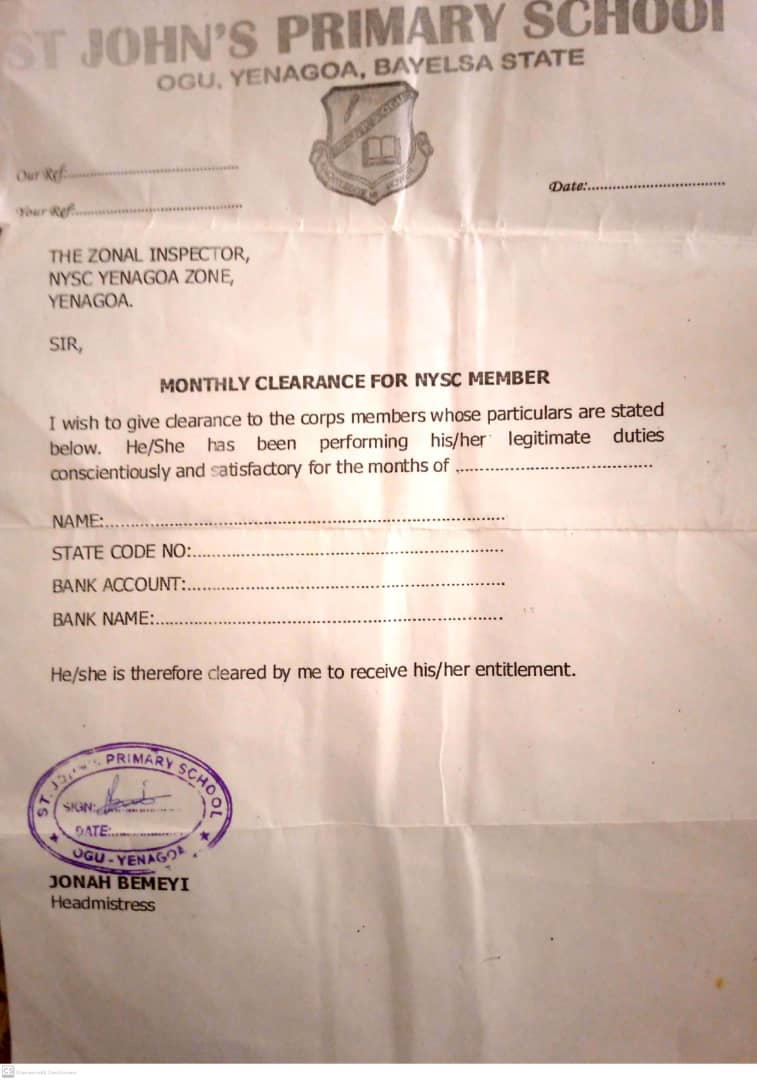 ST JOHN'S PRIMARY SCHOOL
OGU, YENAGOA, BAYELSA STATE
Our Ref:..........................................
Your Ref:..........................................
Date:..................................
THE ZONAL INSPECTOR,
NYSC YENAGOA ZONE,
YENAGOA.
SIR,
MONTHLY CLEARANCE FOR NYSC MEMBER
I wish to give clearance to the corps members whose particulars are stated
below. He/She has been performing his/her legitimate duties
conscientiously and satisfactory for the months of ......................................
NAME:..............................................................................
STATE CODE NO:............................................................
BANK ACCOUNT:............................................................
BANK NAME:..................................................................
He/she is therefore cleared by me to receive his/her entitlement.
ST. JOHN'S PRIMARY SCHOOL
SIGN:
DATE:..................
OGU - YENAGOA
JONAH BEMEYI
Headmistress
CS